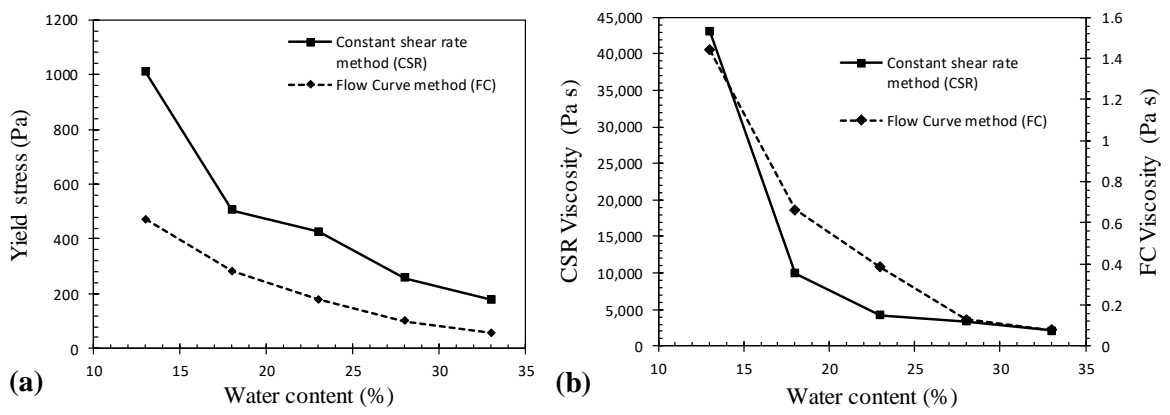 1200
1000
800
600
400
200
0
Yield stress (Pa)
Constant shear rate
method (CSR)
Flow Curve method (FC)
10
15
20
25
30
35
Water content (%)
(a)
45,000
40,000
35,000
30,000
25,000
20,000
15,000
10,000
5,000
0
CSR Viscosity (Pa s)
Constant shear rate
method (CSR)
Flow Curve method (FC)
1.6
1.4
1.2
1
0.8
0.6
0.4
0.2
0
FC Viscosity (Pa s)
10
15
20
25
30
35
Water content (%)
(b)